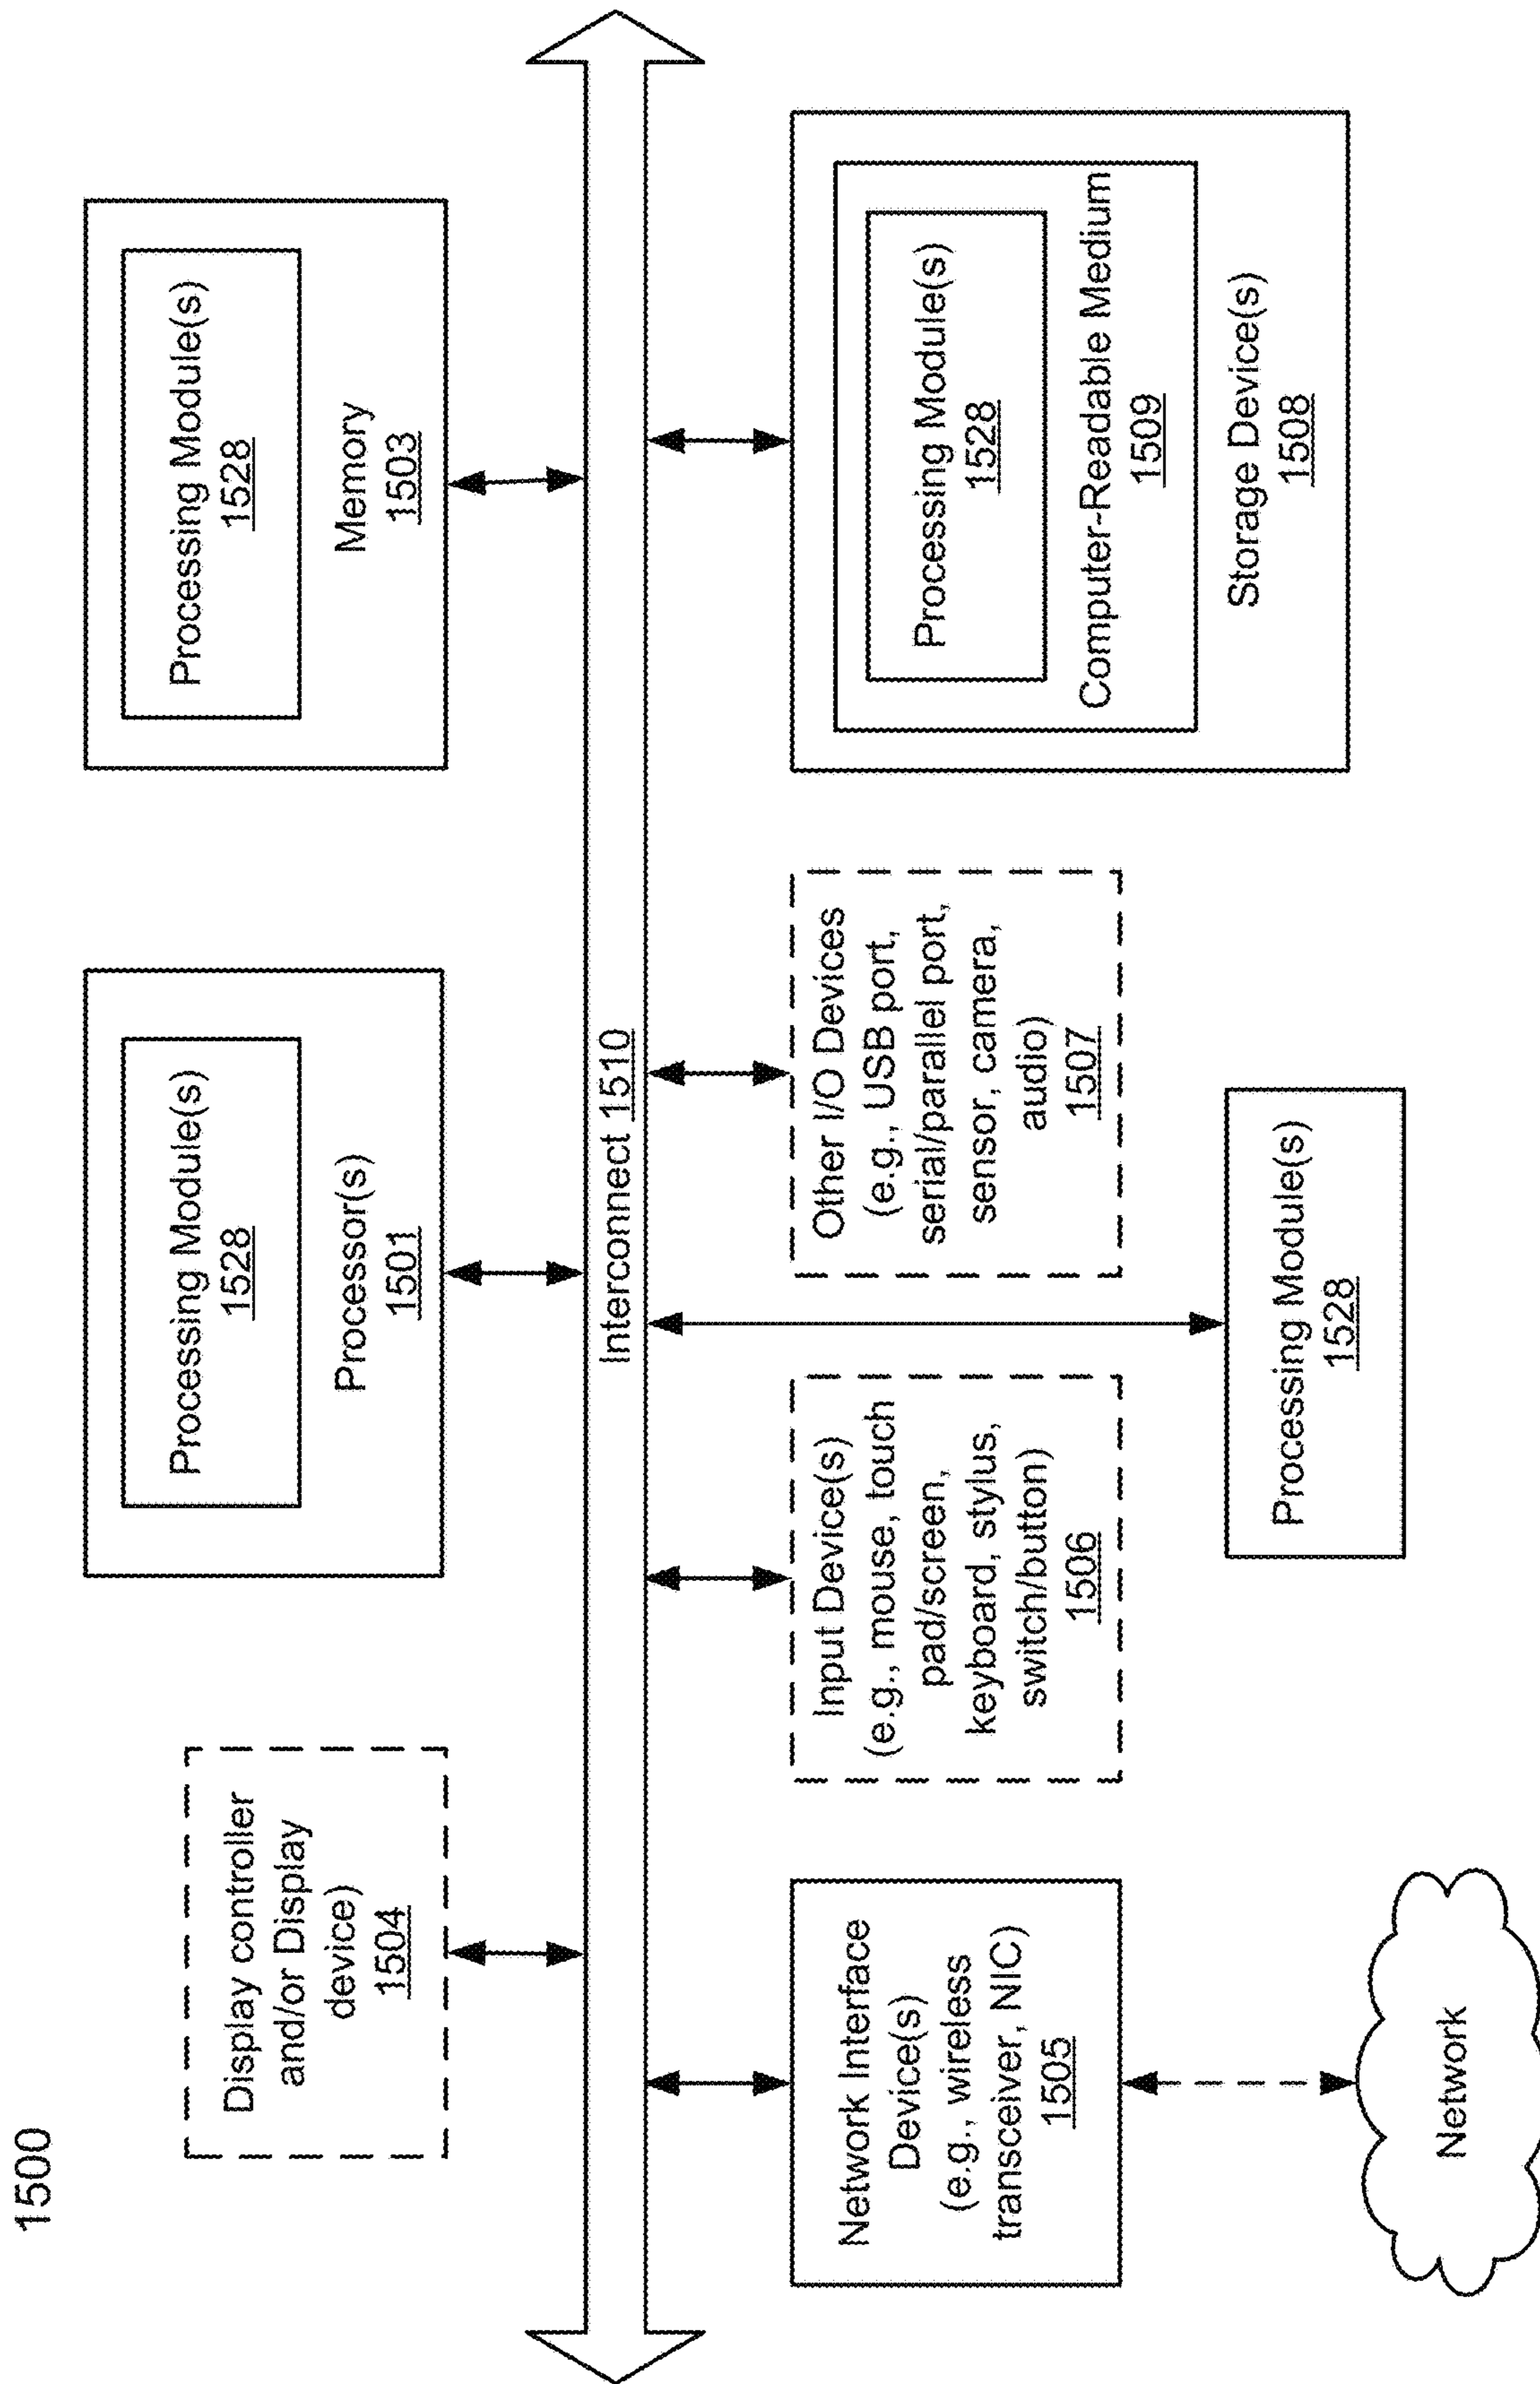 1500
Display controller
and/or Display
device)
1504
Processing Module(s)
1528
Processor(s)
1501
Processing Module(s)
1528
Memory
1503
Interconnect 1510
Network Interface
Device(s)
(e.g., wireless
transceiver, NIC)
1505
Input Device(s)
(e.g., mouse, touch
pad/screen,
keyboard, stylus,
switch/button)
1506
Other I/O Devices
(e.g., USB port,
serial/parallel port,
sensor, camera,
audio)
1507
Processing Module(s)
1528
Computer-Readable Medium
1509
Storage Device(s)
1508
Processing Module(s)
1528
Network